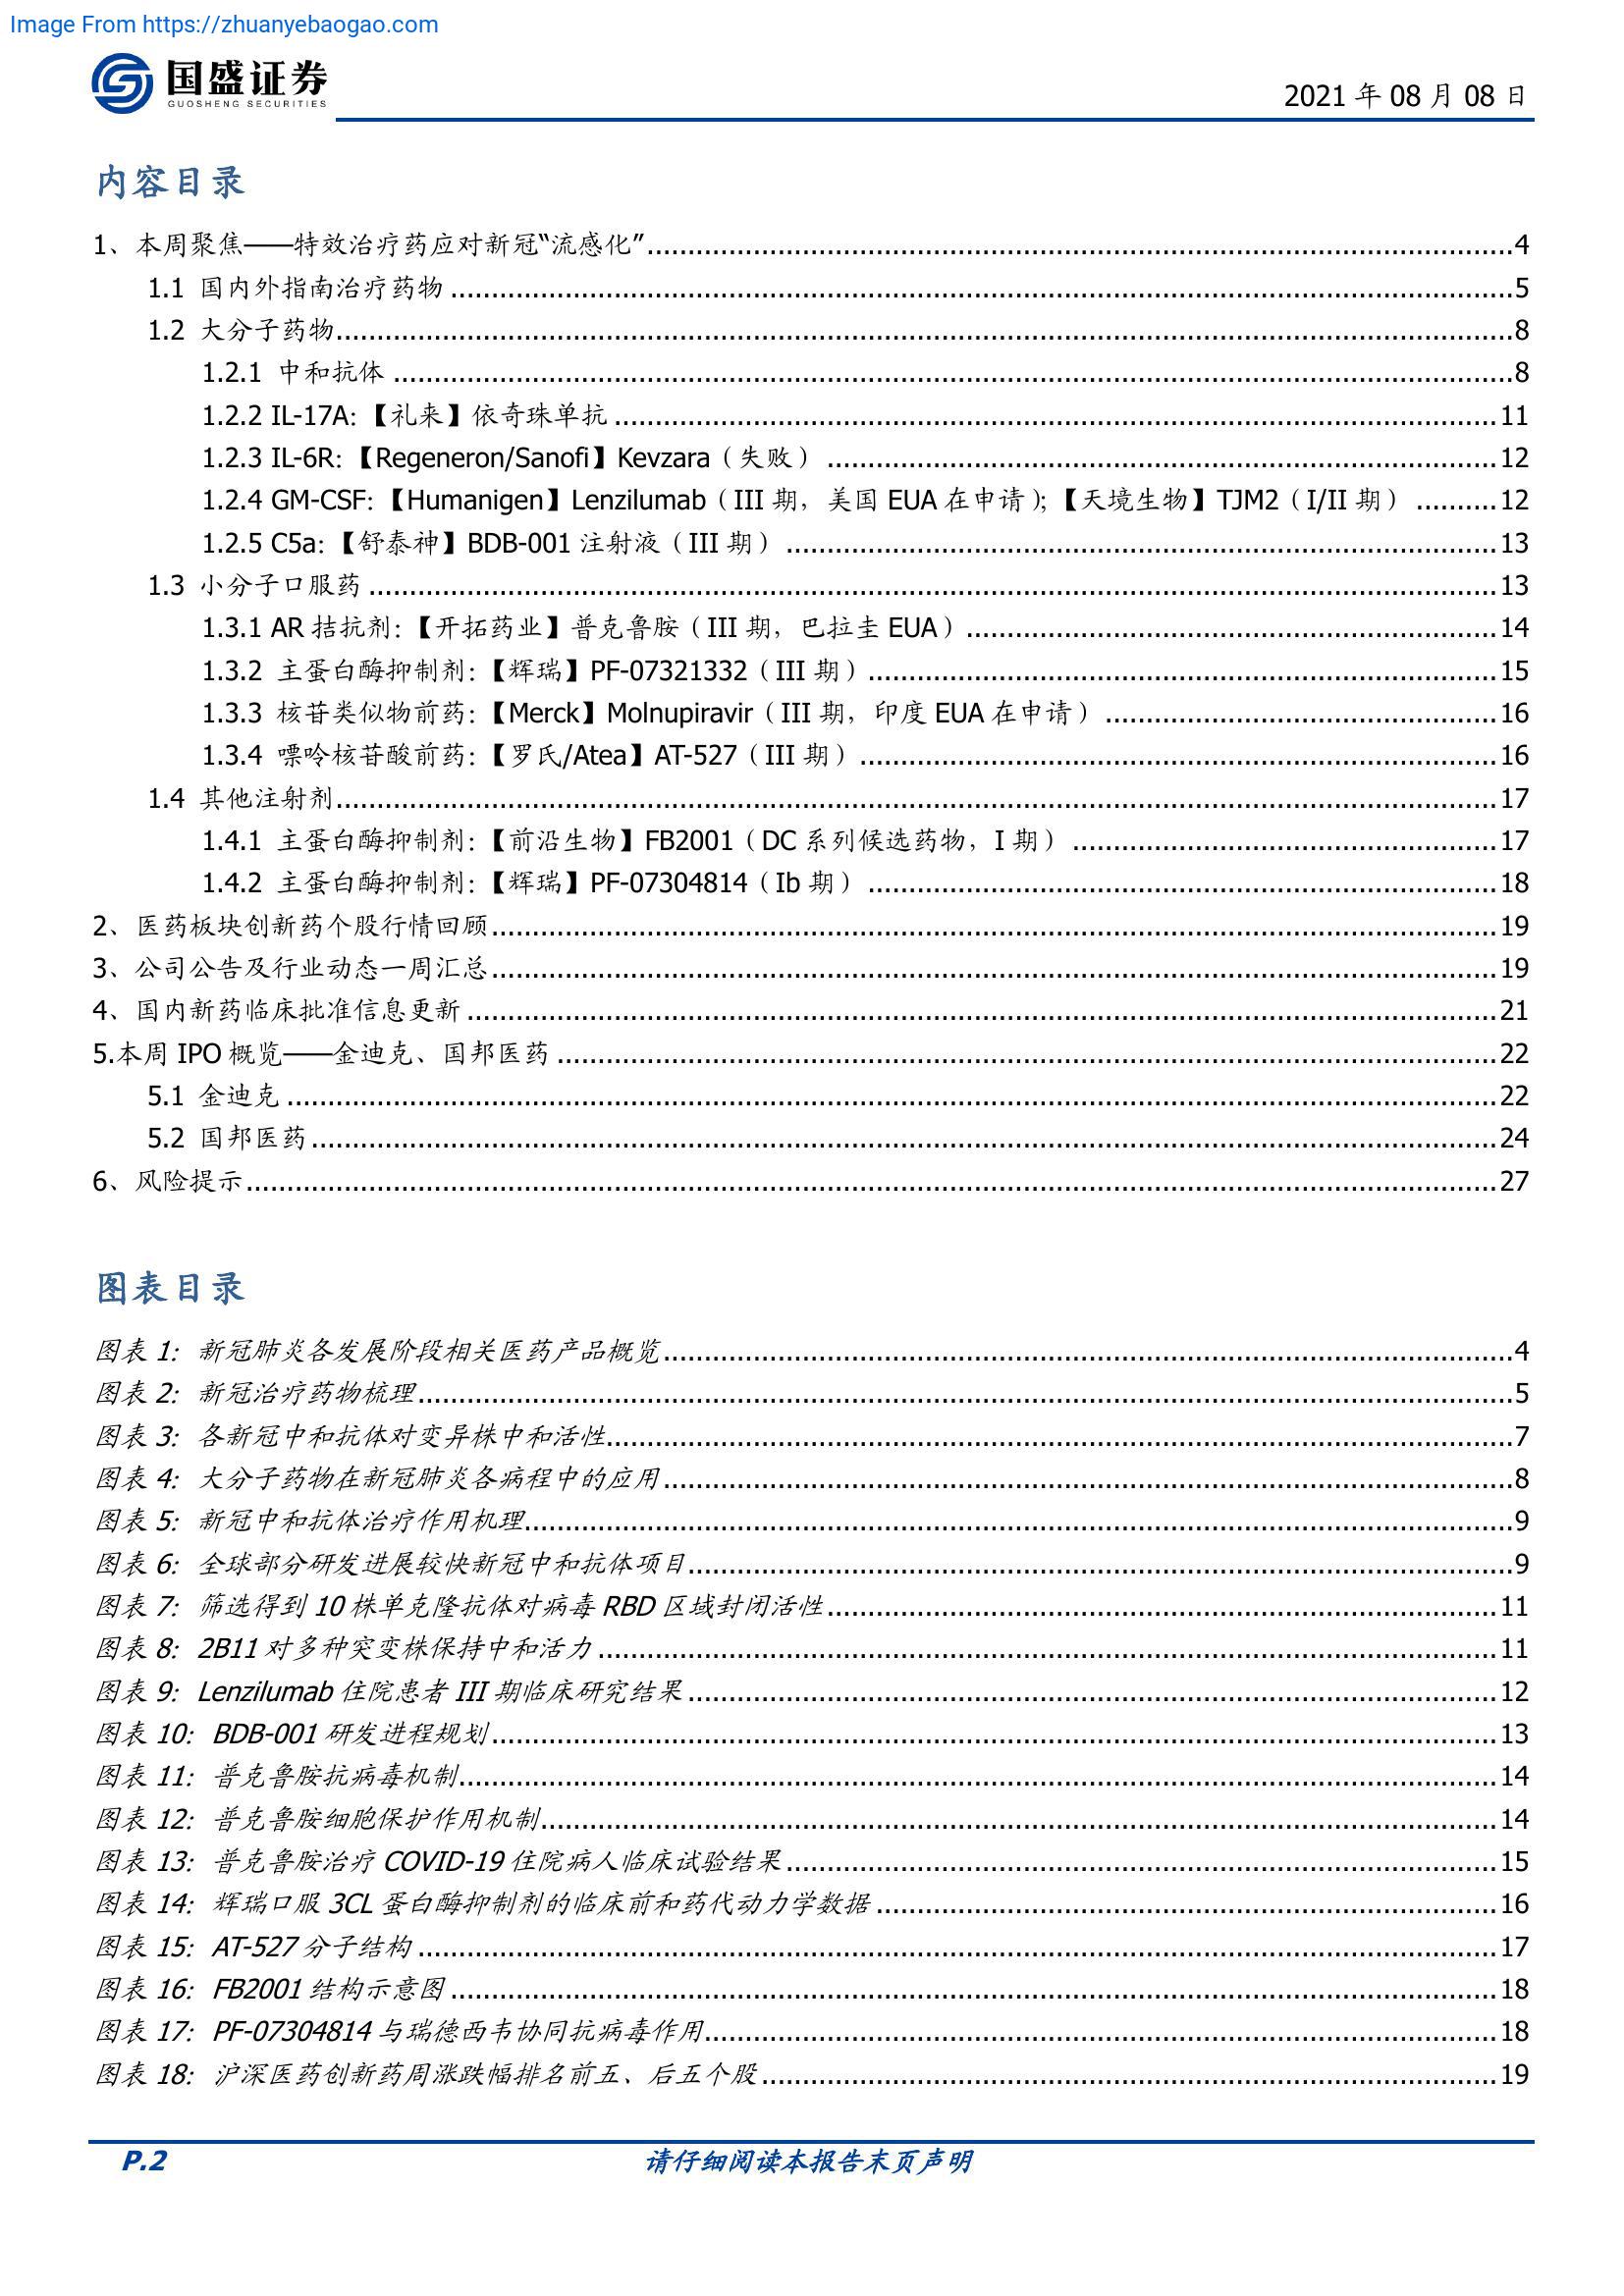 Image From https://zhuanyebaogao.com
国盛证券
GUOSHENG SECURITIES
2021 年 08 月 08 日
内容目录
1、本周聚焦——特效治疗药应对新冠“流感化”........4
1.1 国内外指南治疗药物........5
1.2 大分子药物........8
1.2.1 中和抗体........8
1.2.2 IL-17A:【礼来】依奇珠单抗........11
1.2.3 IL-6R:【Regeneron/Sanofi】Kevzara（失败）........12
1.2.4 GM-CSF:【Humanigen】Lenzilumab（III 期，美国 EUA 在申请）;【天境生物】TJM2（I/II 期）........12
1.2.5 C5a:【舒泰神】BDB-001 注射液（III 期）........13
1.3 小分子口服药........13
1.3.1 AR 拮抗剂:【开拓药业】普克鲁胺（III 期，巴拉圭 EUA）........14
1.3.2 主蛋白酶抑制剂:【辉瑞】PF-07321332（III 期）........15
1.3.3 核苷类似物前药:【Merck】Molnupiravir（III 期，印度 EUA 在申请）........16
1.3.4 嘌呤核苷酸前药:【罗氏/Atea】AT-527（III 期）........16
1.4 其他注射剂........17
1.4.1 主蛋白酶抑制剂:【前沿生物】FB2001（DC 系列候选药物，I 期）........17
1.4.2 主蛋白酶抑制剂:【辉瑞】PF-07304814（Ib 期）........18
2、医药板块创新药个股行情回顾........19
3、公司公告及行业动态一周汇总........19
4、国内新药临床批准信息更新........21
5.本周 IPO 概览——金迪克、国邦医药........22
5.1 金迪克........22
5.2 国邦医药........24
6、风险提示........27
图表目录
图表 1: 新冠肺炎各发展阶段相关医药产品概览........4
图表 2: 新冠治疗药物梳理........5
图表 3: 各新冠中和抗体对变异株中和活性........7
图表 4: 大分子药物在新冠肺炎各病程中的应用........8
图表 5: 新冠中和抗体治疗作用机理........9
图表 6: 全球部分研发进展较快新冠中和抗体项目........9
图表 7: 筛选得到 10 株单克隆抗体对病毒 RBD 区域封闭活性........11
图表 8: 2B11 对多种突变株保持中和活力........11
图表 9: Lenzilumab 住院患者 III 期临床研究结果........12
图表 10: BDB-001 研发进程规划........13
图表 11: 普克鲁胺抗病毒机制........14
图表 12: 普克鲁胺细胞保护作用机制........14
图表 13: 普克鲁胺治疗 COVID-19 住院病人临床试验结果........15
图表 14: 辉瑞口服 3CL 蛋白酶抑制剂的临床前和药代动力学数据........16
图表 15: AT-527 分子结构........17
图表 16: FB2001 结构示意图........18
图表 17: PF-07304814 与瑞德西韦协同抗病毒作用........18
图表 18: 沪深医药创新药周涨跌幅排名前五、后五个股........19
P.2
请仔细阅读本报告末页声明